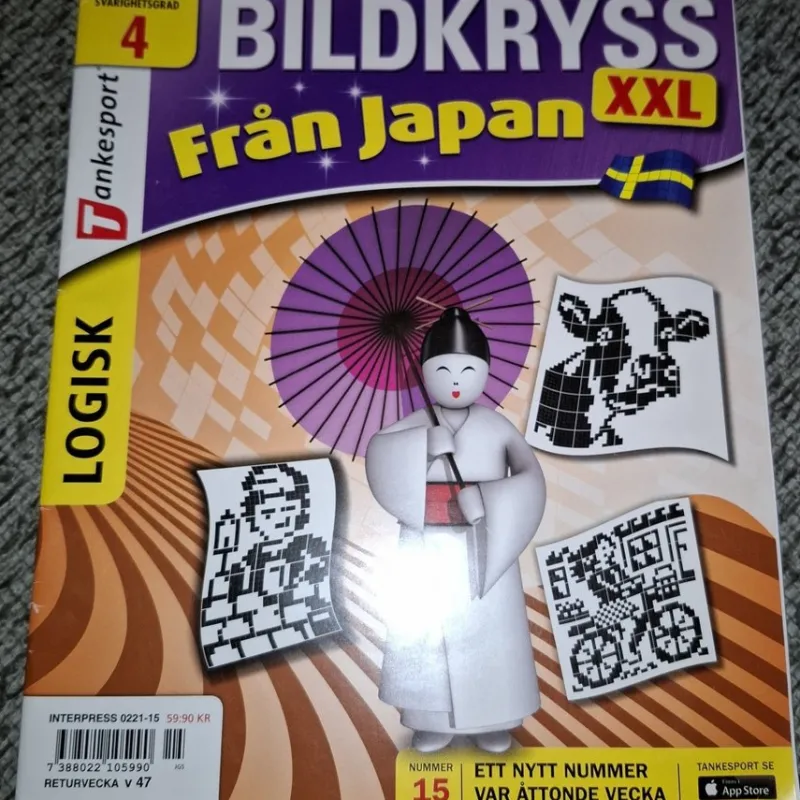 SVÅRIGHETSGRAD
4
BILDKRYSS
XXL
Från Japan
Tankesport
LOGISK
INTERPRESS 0221-15 59:90 KR
7 388022 105990
RETURVECKA v 47
NUMMER
15
ETT NYTT NUMMER
VAR ÅTTONDE VECKA
TANKESPORT SE
App Store